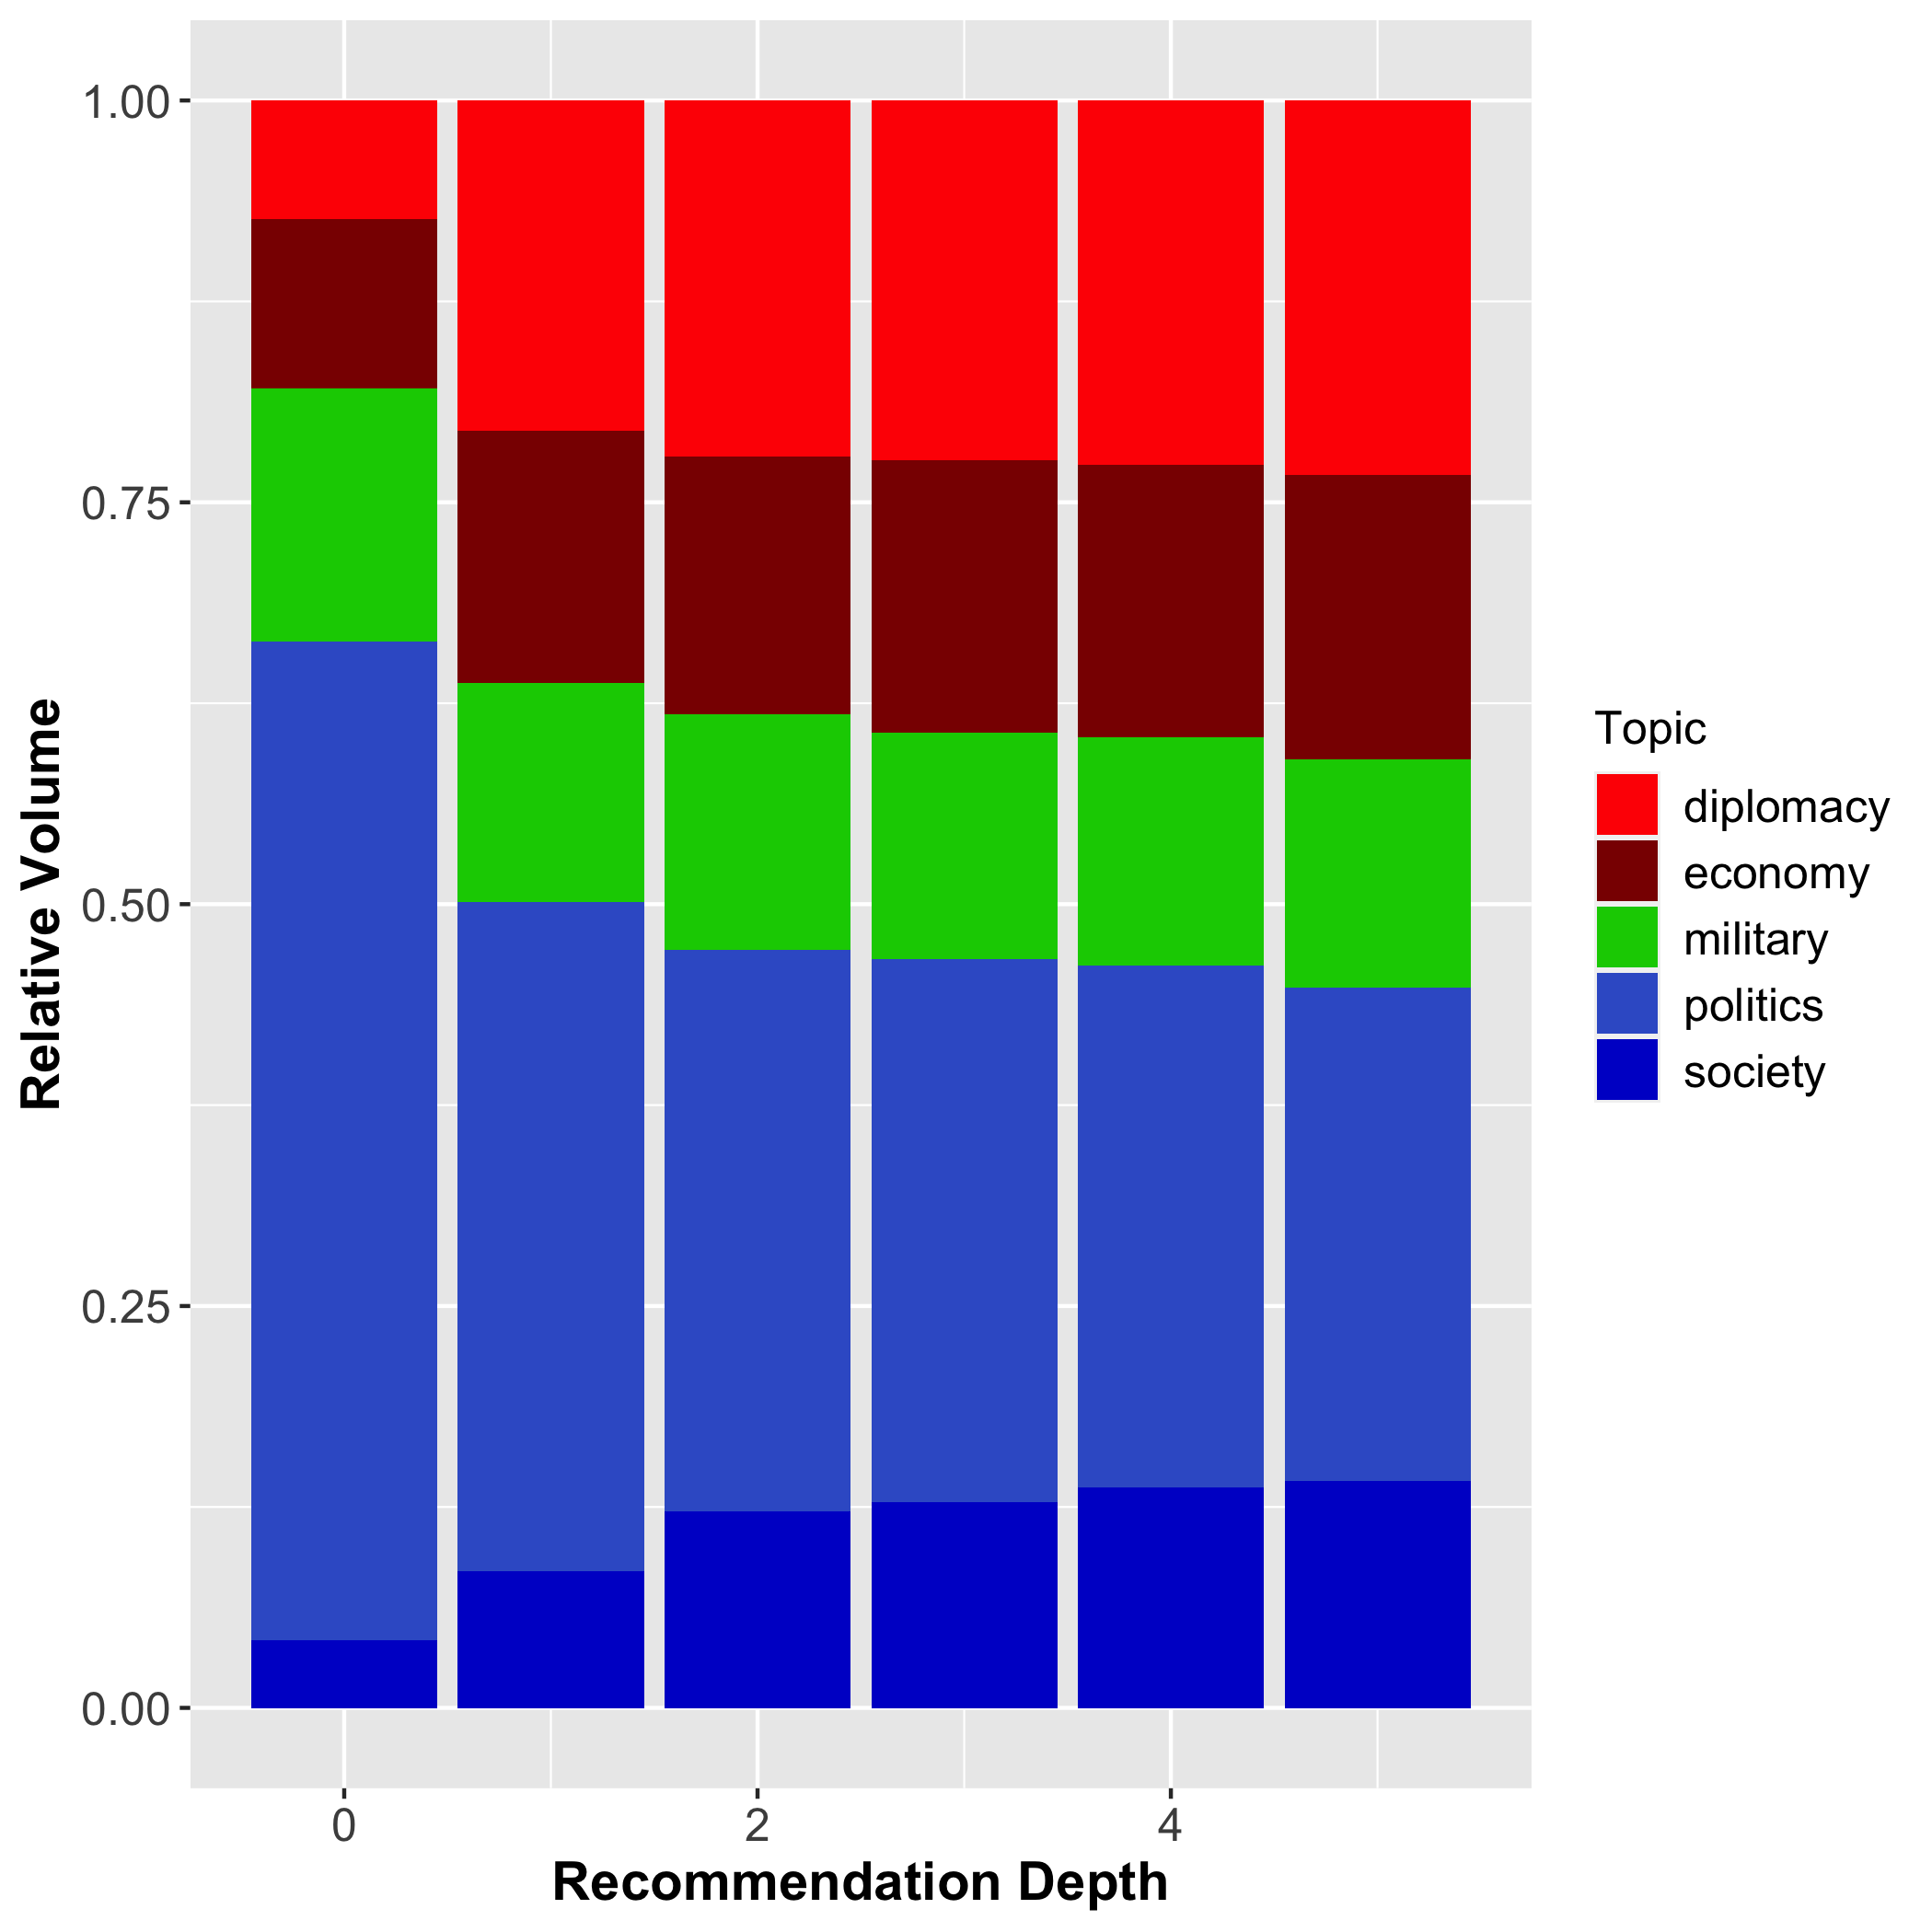 1.00
0.75
0.50
0.25
0.00
Relative Volume
0
2
4
Recommendation Depth
Topic
diplomacy
economy
military
politics
society